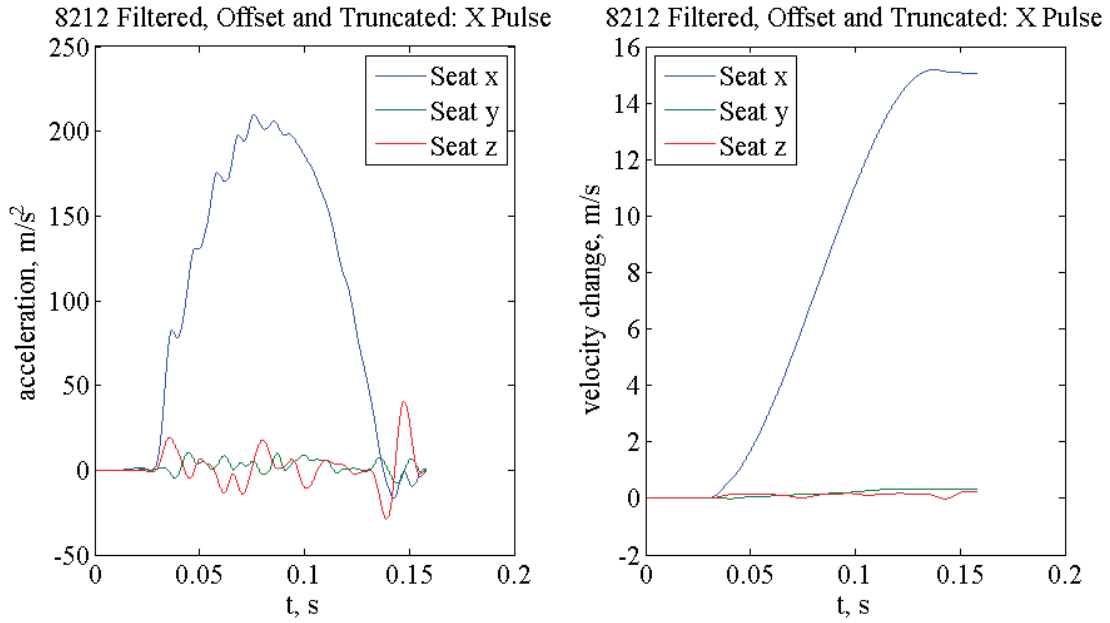 8212 Filtered, Offset and Truncated: X Pulse
250
200
150
100
50
0
-50
acceleration, m/s2
Seat x
Seat y
Seat z
0
0.05
0.1
0.15
0.2
t, s
8212 Filtered, Offset and Truncated: X Pulse
16
14
12
10
8
6
4
2
0
-2
velocity change, m/s
Seat x
Seat y
Seat z
0
0.05
0.1
0.15
0.2
t, s